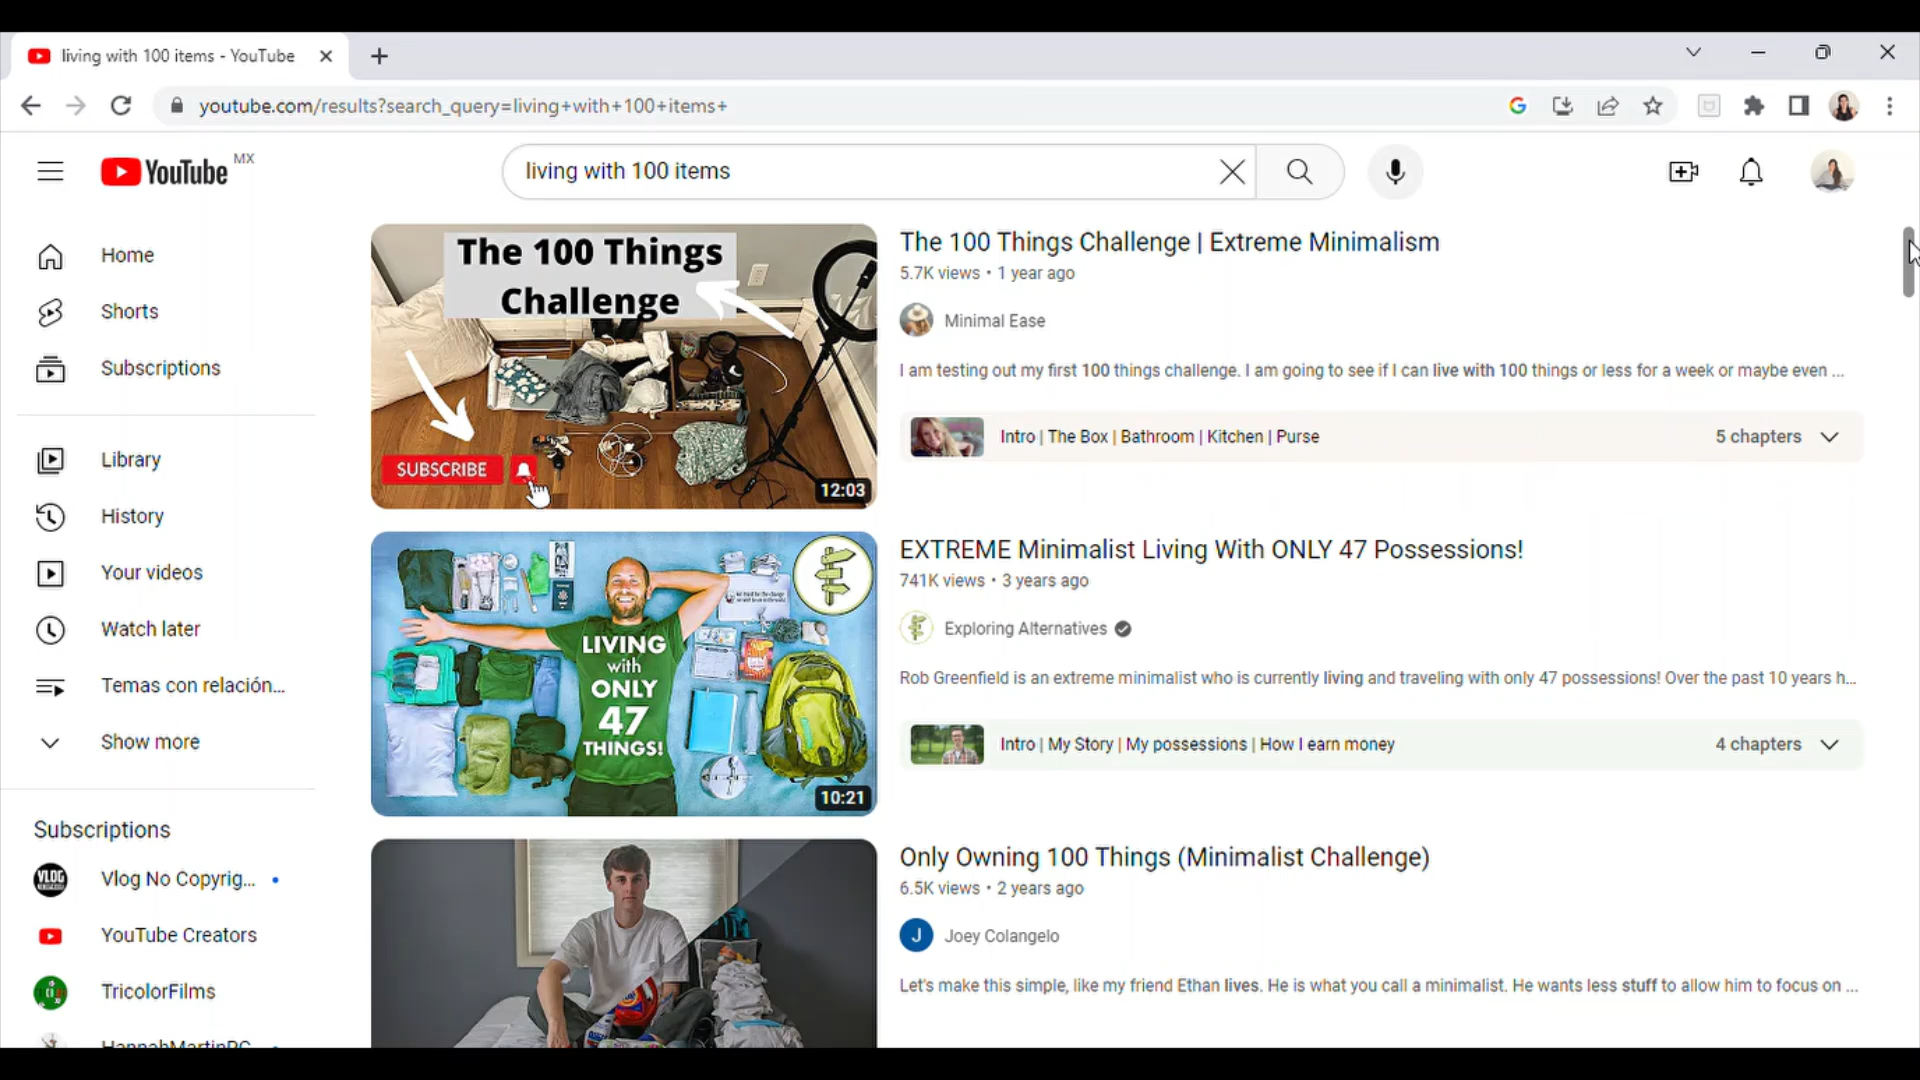 living with 100 items - YouTube
youtube.com/results?search_query=living+with+100+items+
YouTube MX
living with 100 items
Home
Shorts
Subscriptions
Library
History
Your videos
Watch later
Temas con relación...
Show more
Subscriptions
Vlog No Copyrig...
YouTube Creators
TricolorFilms
The 100 Things
Challenge
SUBSCRIBE
12:03
The 100 Things Challenge | Extreme Minimalism
5.7K views • 1 year ago
Minimal Ease
I am testing out my first 100 things challenge. I am going to see if I can live with 100 things or less for a week or maybe even ...
Intro | The Box | Bathroom | Kitchen | Purse
5 chapters
LIVING
with
ONLY
47
THINGS!
10:21
EXTREME Minimalist Living With ONLY 47 Possessions!
741K views • 3 years ago
Exploring Alternatives
Rob Greenfield is an extreme minimalist who is currently living and traveling with only 47 possessions! Over the past 10 years h...
Intro | My Story | My possessions | How I earn money
4 chapters
Only Owning 100 Things (Minimalist Challenge)
6.5K views • 2 years ago
J
Joey Colangelo
Let's make this simple, like my friend Ethan lives. He is what you call a minimalist. He wants less stuff to allow him to focus on ...